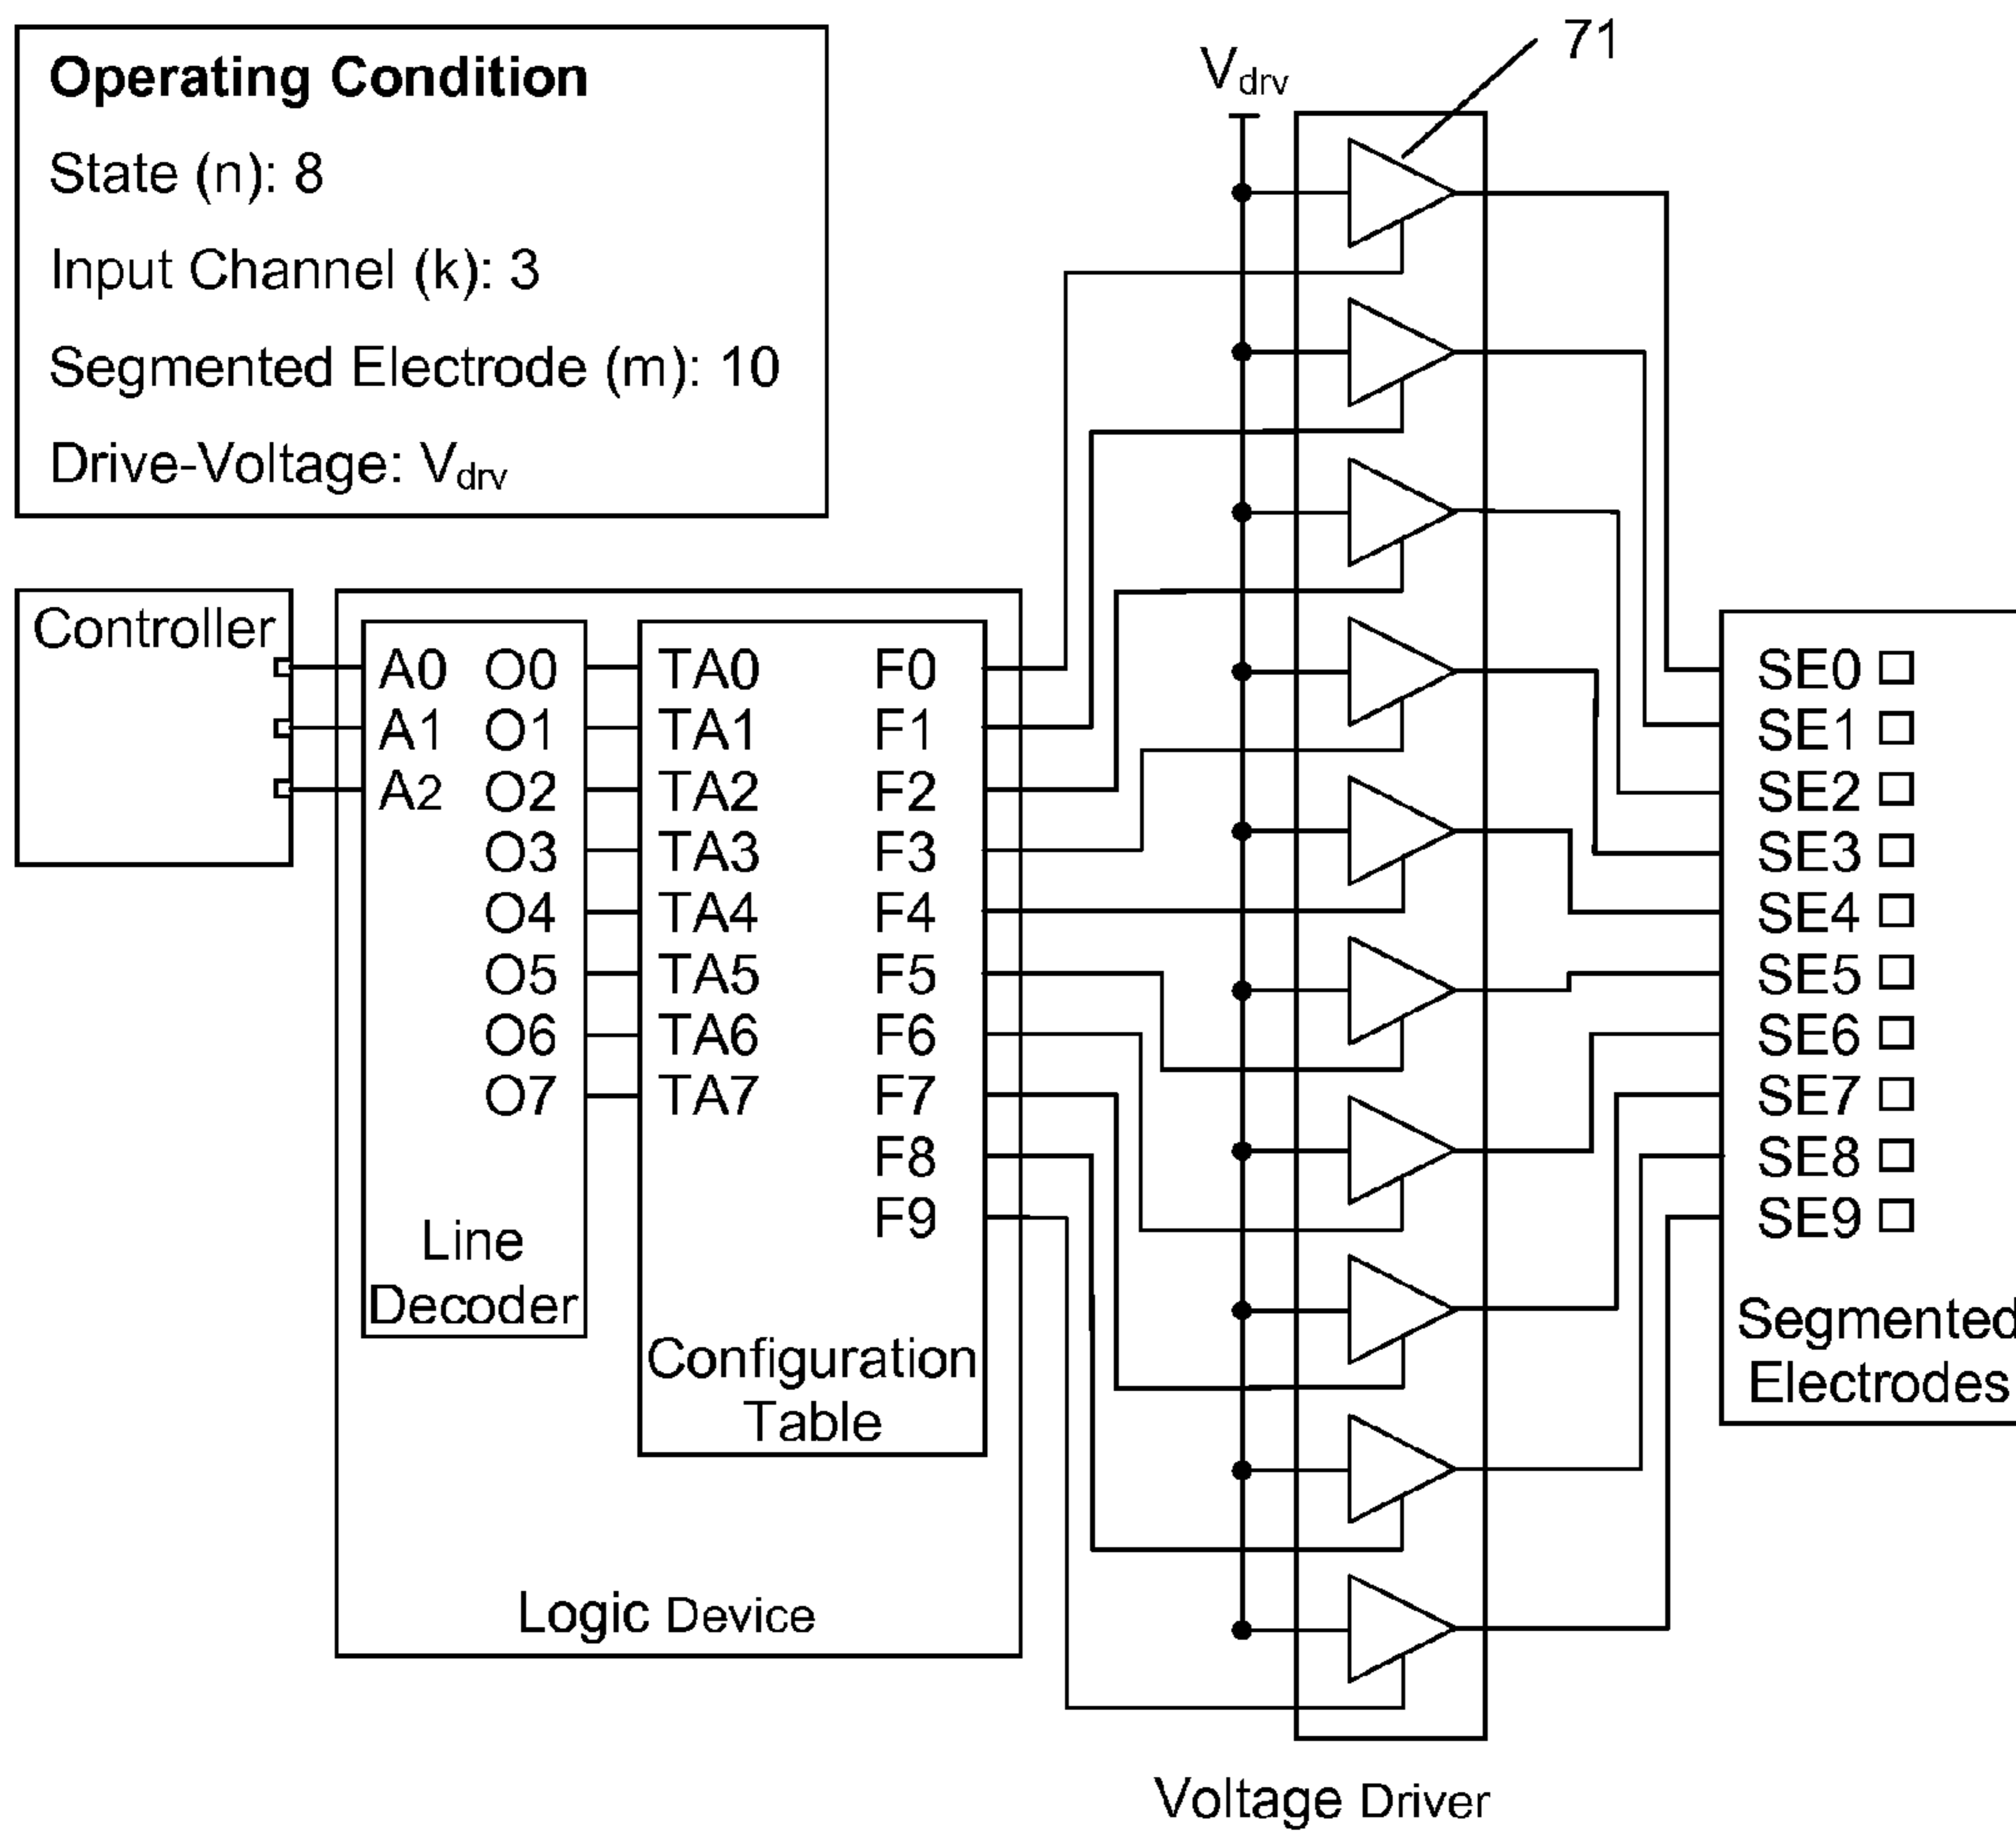 Operating Condition
State (n): 8
Input Channel (k): 3
Segmented Electrode (m): 10
Drive-Voltage: Vdrv
Vdrv
71
Controller
A0 O0 TA0 F0
A1 O1 TA1 F1
A2 O2 TA2 F2
O3 TA3 F3
O4 TA4 F4
O5 TA5 F5
O6 TA6 F6
O7 TA7 F7
F8
F9
Line
Decoder
Configuration
Table
Logic Device
Voltage Driver
SE0
SE1
SE2
SE3
SE4
SE5
SE6
SE7
SE8
SE9
Segmented
Electrodes